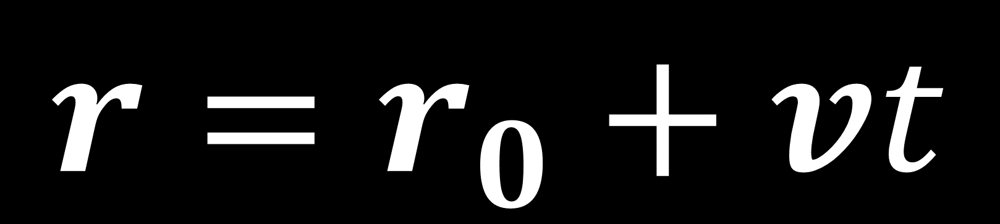 r = r₀ + vt